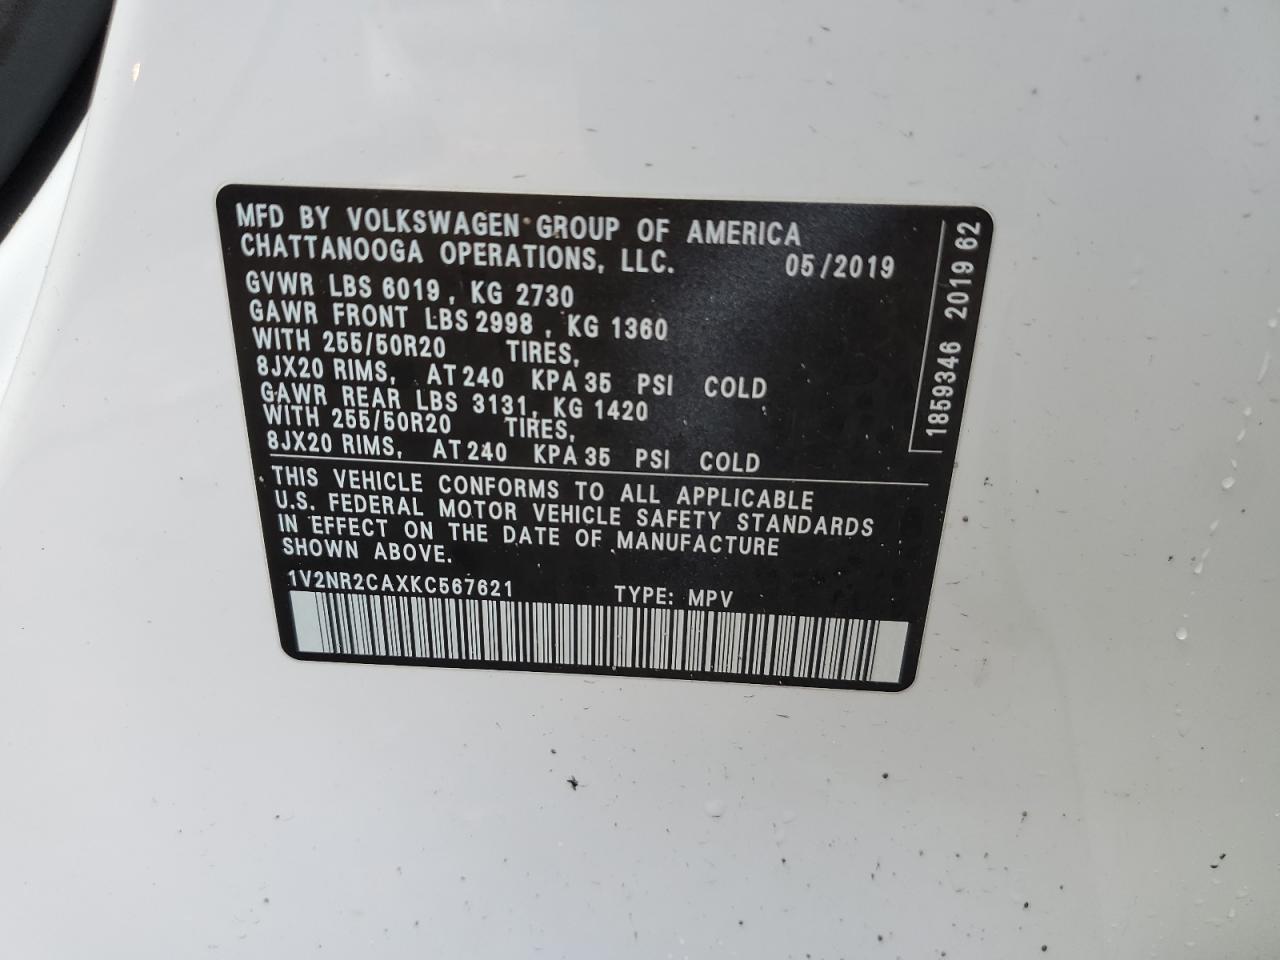 MFD BY VOLKSWAGEN GROUP OF AMERICA
CHATTANOOGA OPERATIONS, LLC. 05/2019
GVWR LBS 6019, KG 2730
GAWR FRONT LBS 2998, KG 1360
WITH 255/50R20 TIRES,
8JX20 RIMS, AT 240 KPA 35 PSI COLD
GAWR REAR LBS 3131, KG 1420
WITH 255/50R20 TIRES,
8JX20 RIMS, AT 240 KPA 35 PSI COLD
THIS VEHICLE CONFORMS TO ALL APPLICABLE
U.S. FEDERAL MOTOR VEHICLE SAFETY STANDARDS
IN EFFECT ON THE DATE OF MANUFACTURE
SHOWN ABOVE.
1V2NR2CAXKC567621 TYPE: MPV
1859346 2019 62